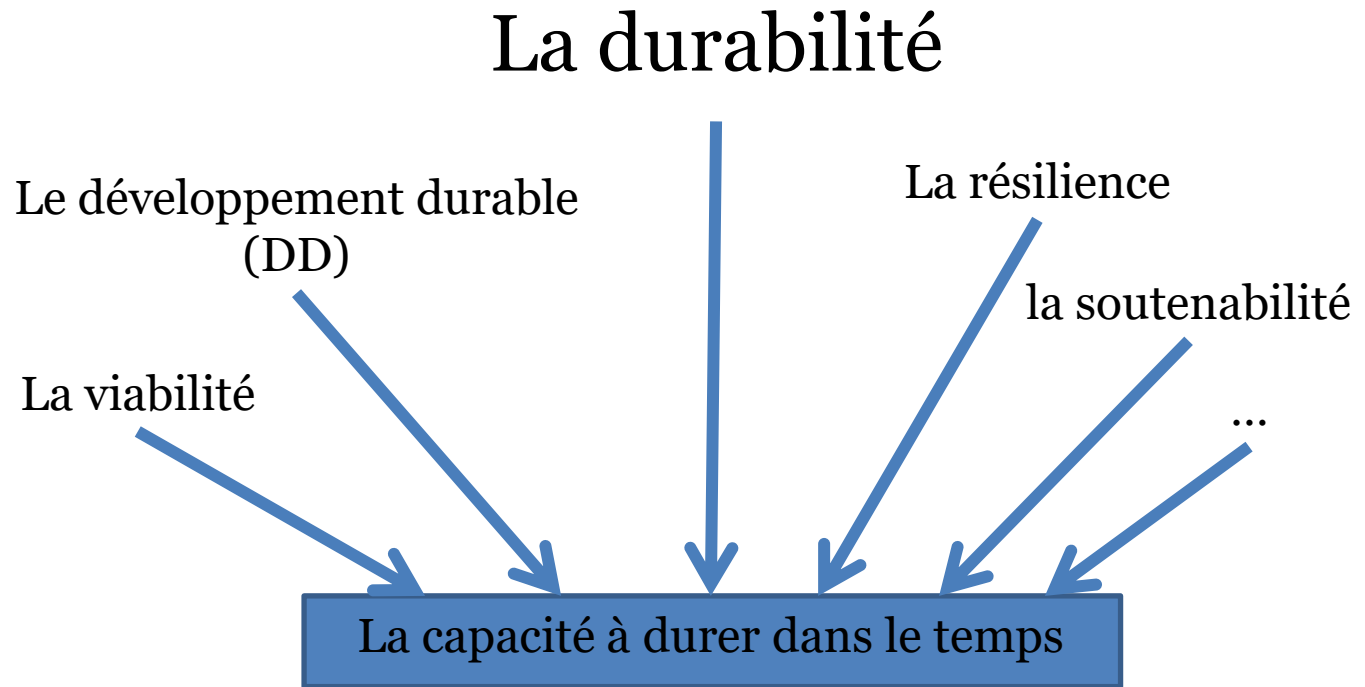 La durabilité
Le développement durable
(DD)
La résilience
la soutenabilité
La viabilité
...
La capacité à durer dans le temps